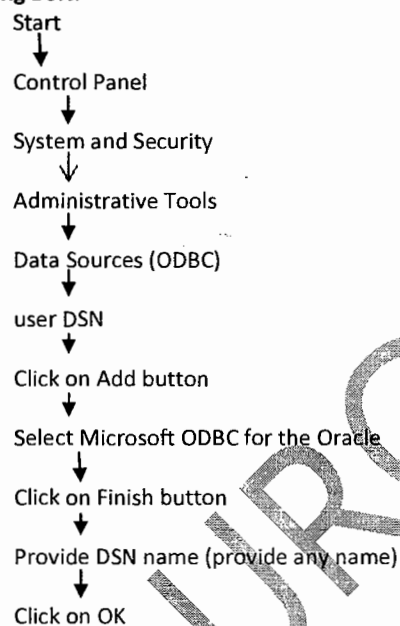 Start
Control Panel
System and Security
Administrative Tools
Data Sources (ODBC)
user DSN
Click on Add button
Select Microsoft ODBC for the Oracle
Click on Finish button
Provide DSN name (provide any name)
Click on OK